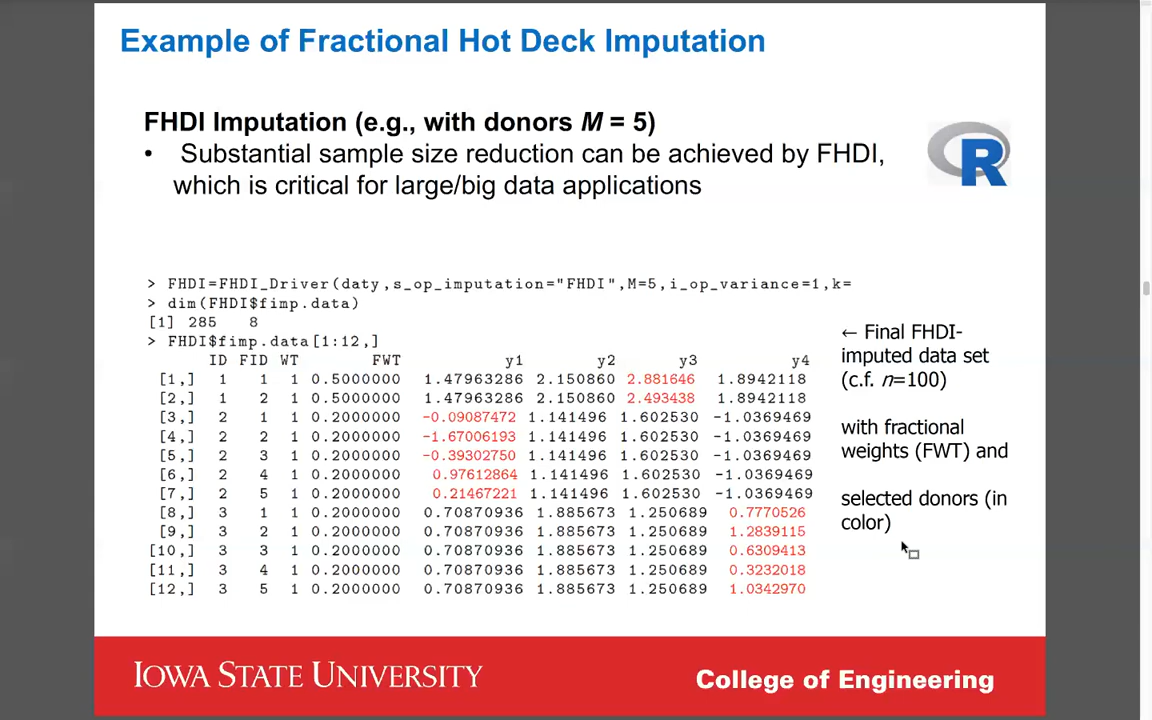 Example of Fractional Hot Deck Imputation
FHDI Imputation (e.g., with donors M = 5)
• Substantial sample size reduction can be achieved by FHDI,
which is critical for large/big data applications
R
> FHDI=FHDI_Driver(daty,s_op_imputation="FHDI",M=5,i_op_variance=1,k=
> dim(FHDI$fimp.data)
[1] 285 8
> FHDI$fimp.data[1:12,]
ID FID WT FWT y1 y2 y3 y4
[1,] 1 1 1 0.5000000 1.47963286 2.150860 2.881646 1.8942118
[2,] 1 2 1 0.5000000 1.47963286 2.150860 2.493438 1.8942118
[3,] 2 1 1 0.2000000 -0.09087472 1.141496 1.602530 -1.0369469
[4,] 2 2 1 0.2000000 -1.67006193 1.141496 1.602530 -1.0369469
[5,] 2 3 1 0.2000000 -0.39302750 1.141496 1.602530 -1.0369469
[6,] 2 4 1 0.2000000 0.97612864 1.141496 1.602530 -1.0369469
[7,] 2 5 1 0.2000000 0.21467221 1.141496 1.602530 -1.0369469
[8,] 3 1 1 0.2000000 0.70870936 1.885673 1.250689 0.7770526
[9,] 3 2 1 0.2000000 0.70870936 1.885673 1.250689 1.2839115
[10,] 3 3 1 0.2000000 0.70870936 1.885673 1.250689 0.6309413
[11,] 3 4 1 0.2000000 0.70870936 1.885673 1.250689 0.3232018
[12,] 3 5 1 0.2000000 0.70870936 1.885673 1.250689 1.0342970
← Final FHDI-
imputed data set
(c.f. n=100)
with fractional
weights (FWT) and
selected donors (in
color)
IOWA STATE UNIVERSITY
College of Engineering